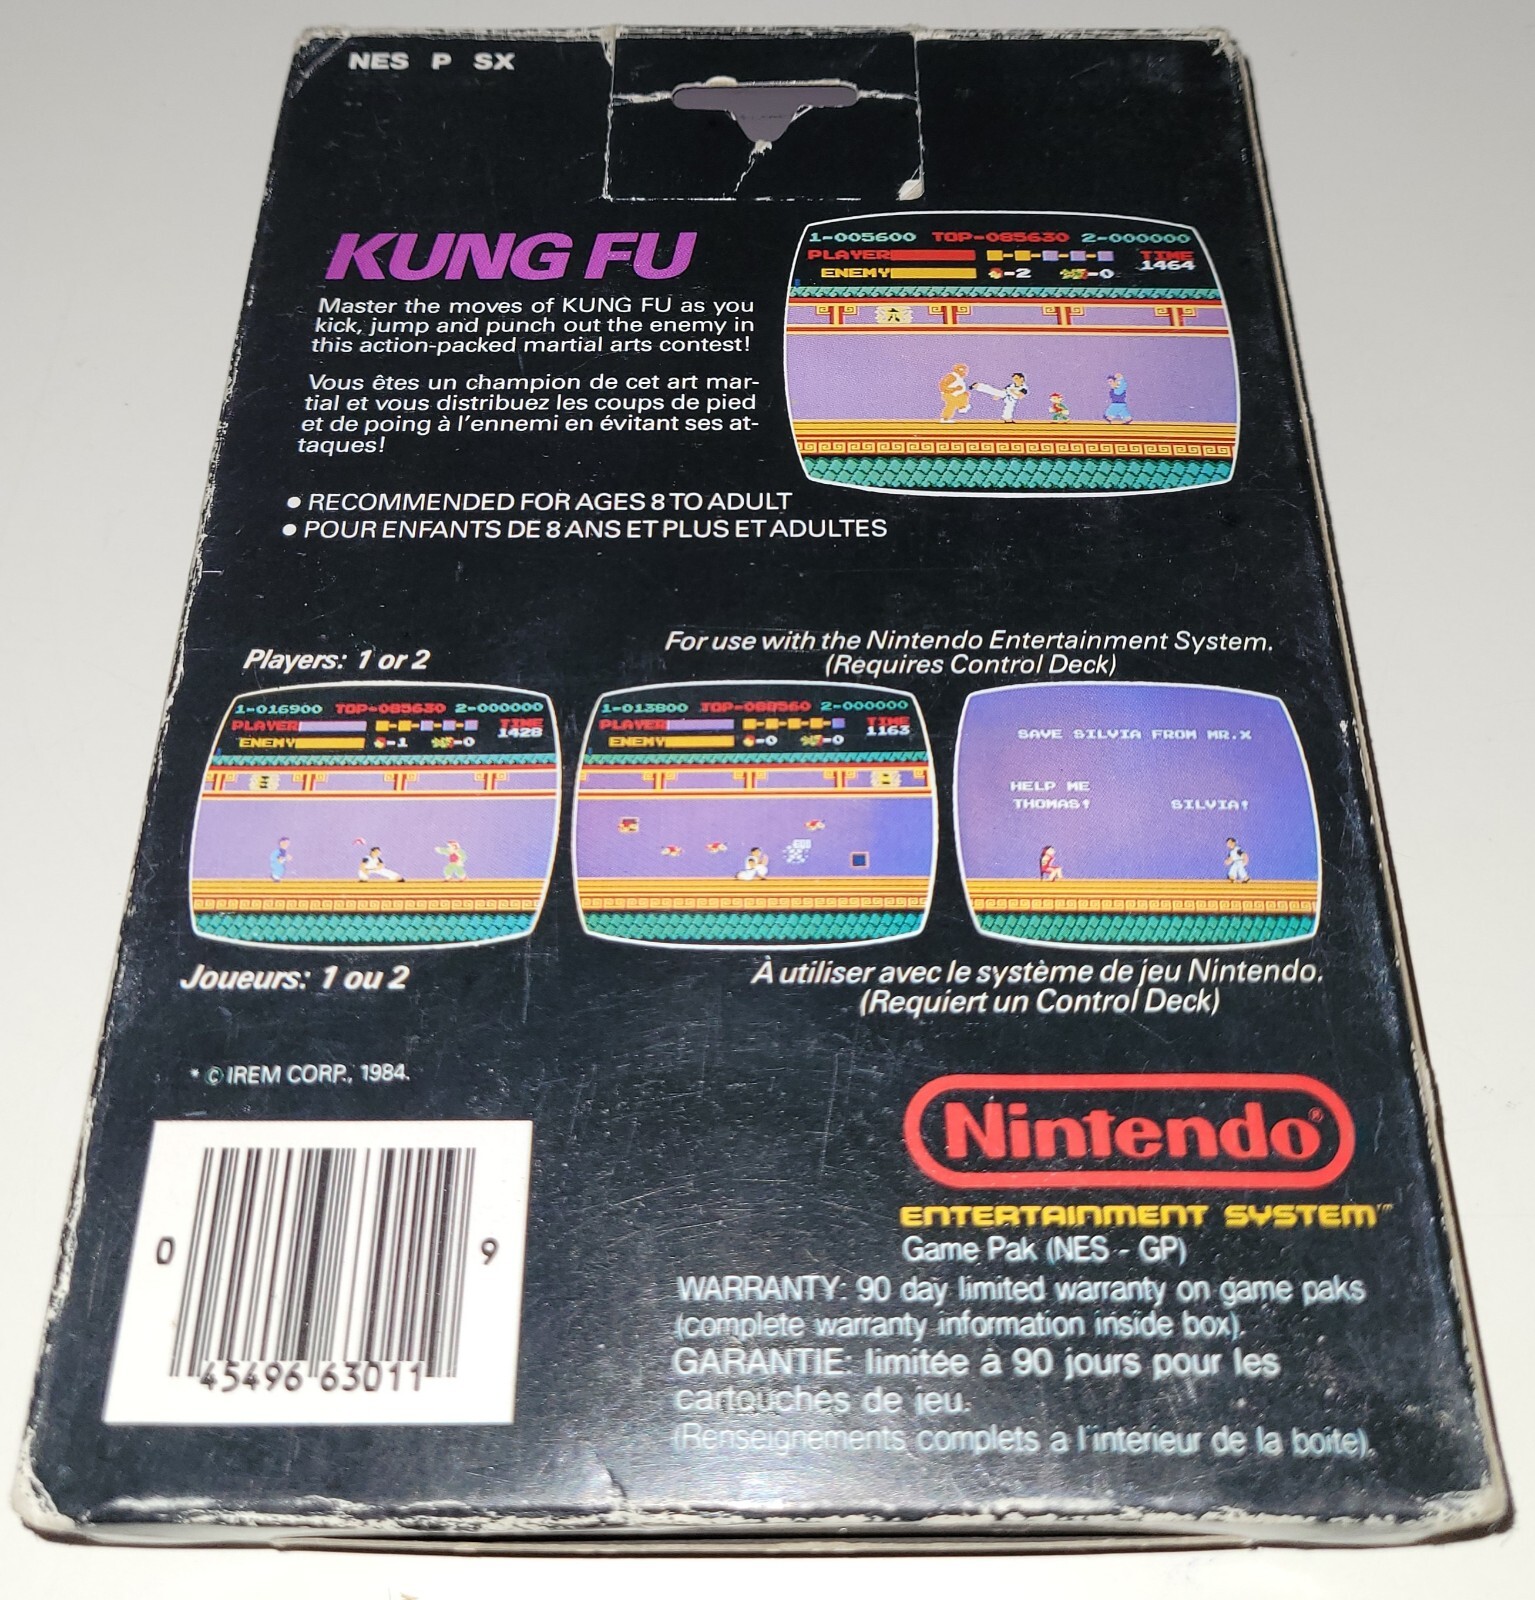 NES P SX
KUNG FU
Master the moves of KUNG FU as you
kick, jump and punch out the enemy in
this action-packed martial arts contest!
Vous êtes un champion de cet art mar-
tial et vous distribuez les coups de pied
et de poing à l'ennemi en évitant ses at-
taques!
• RECOMMENDED FOR AGES 8 TO ADULT
• POUR ENFANTS DE 8 ANS ET PLUS ET ADULTES
1-005600 TOP-085630 2-000000
PLAYER TIME
ENEMY -2 -0 1464
六
Players: 1 or 2
For use with the Nintendo Entertainment System.
(Requires Control Deck)
1-016900 TOP-085630 2-000000
PLAYER TIME
ENEMY -1 -0 1428
三
1-013800 TOP-088560 2-000000
PLAYER TIME
ENEMY -0 -0 1163
SAVE SILVIA FROM MR.X
HELP ME
THOMAS! SILVIA!
Joueurs: 1 ou 2
À utiliser avec le système de jeu Nintendo.
(Requiert un Control Deck)
* © IREM CORP., 1984.
Nintendo®
ENTERTAINMENT SYSTEM™
Game Pak (NES - GP)
WARRANTY: 90 day limited warranty on game paks
(complete warranty information inside box).
GARANTIE: limitée à 90 jours pour les
cartouches de jeu.
(Renseignements complets a l'intérieur de la boite).
0 45496 63011 9